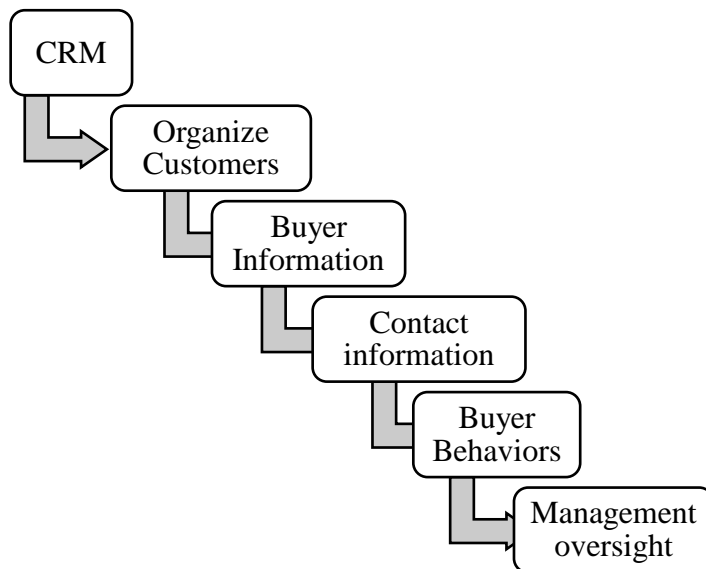 CRM
Organize
Customers
Buyer
Information
Contact
information
Buyer
Behaviors
Management
oversight